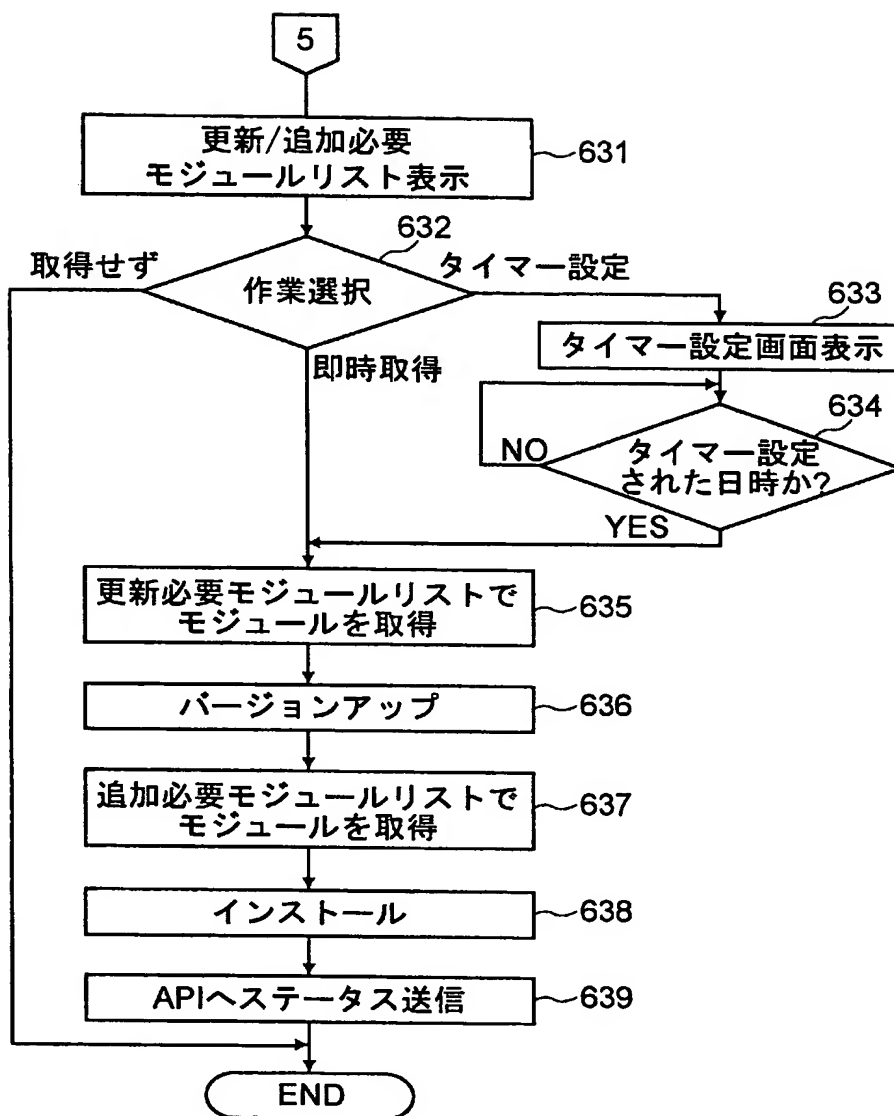 5
更新/追加必要
モジュールリスト表示
631
632
取得せず
作業選択
タイマー設定
633
即時取得
タイマー設定画面表示
634
NO
タイマー設定
された日時か?
YES
更新必要モジュールリストで
モジュールを取得
635
バージョンアップ
636
追加必要モジュールリストで
モジュールを取得
637
インストール
638
APIへステータス送信
639
END